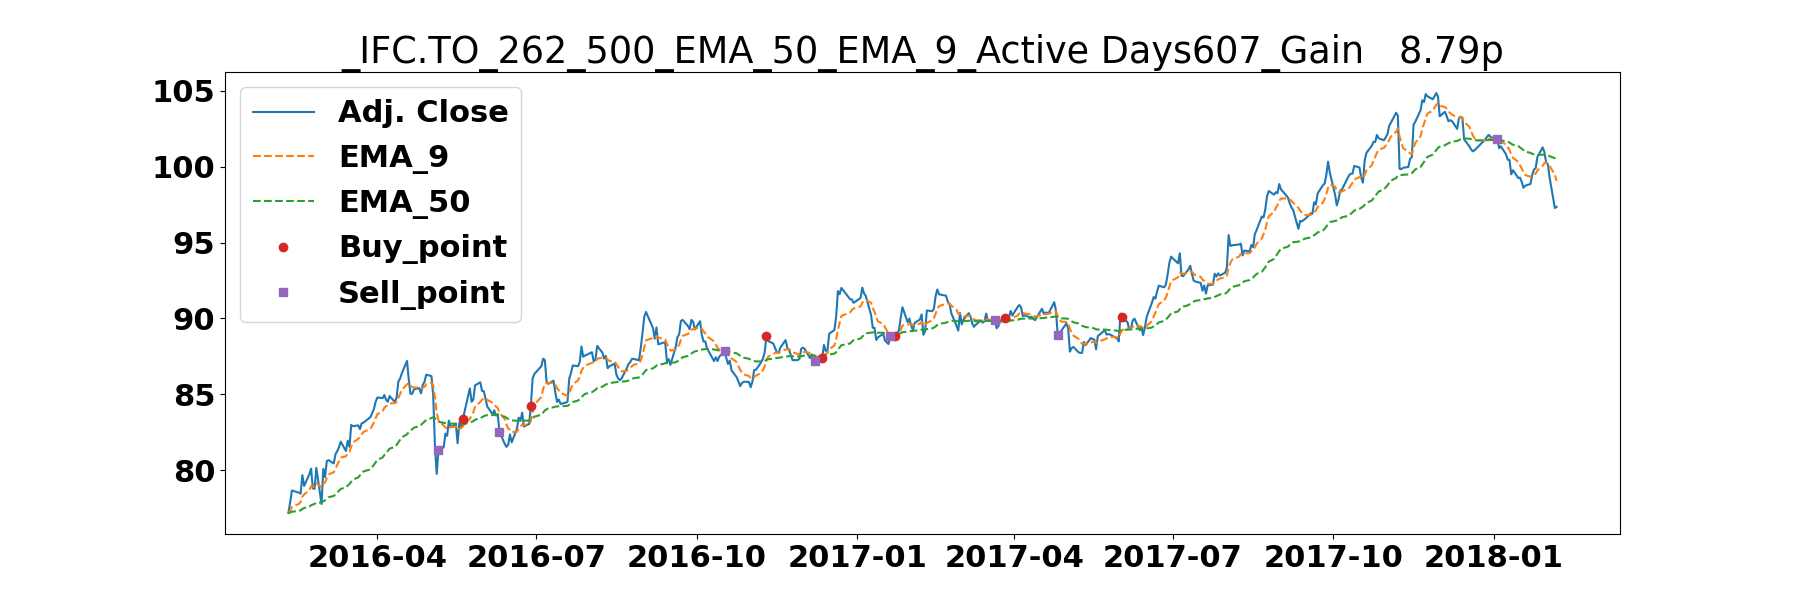 _IFC.TO_262_500_EMA_50_EMA_9_Active Days607_Gain   8.79p
105
100
95
90
85
80
Adj. Close
EMA_9
EMA_50
Buy_point
Sell_point
2016-04 2016-07 2016-10 2017-01 2017-04 2017-07 2017-10 2018-01